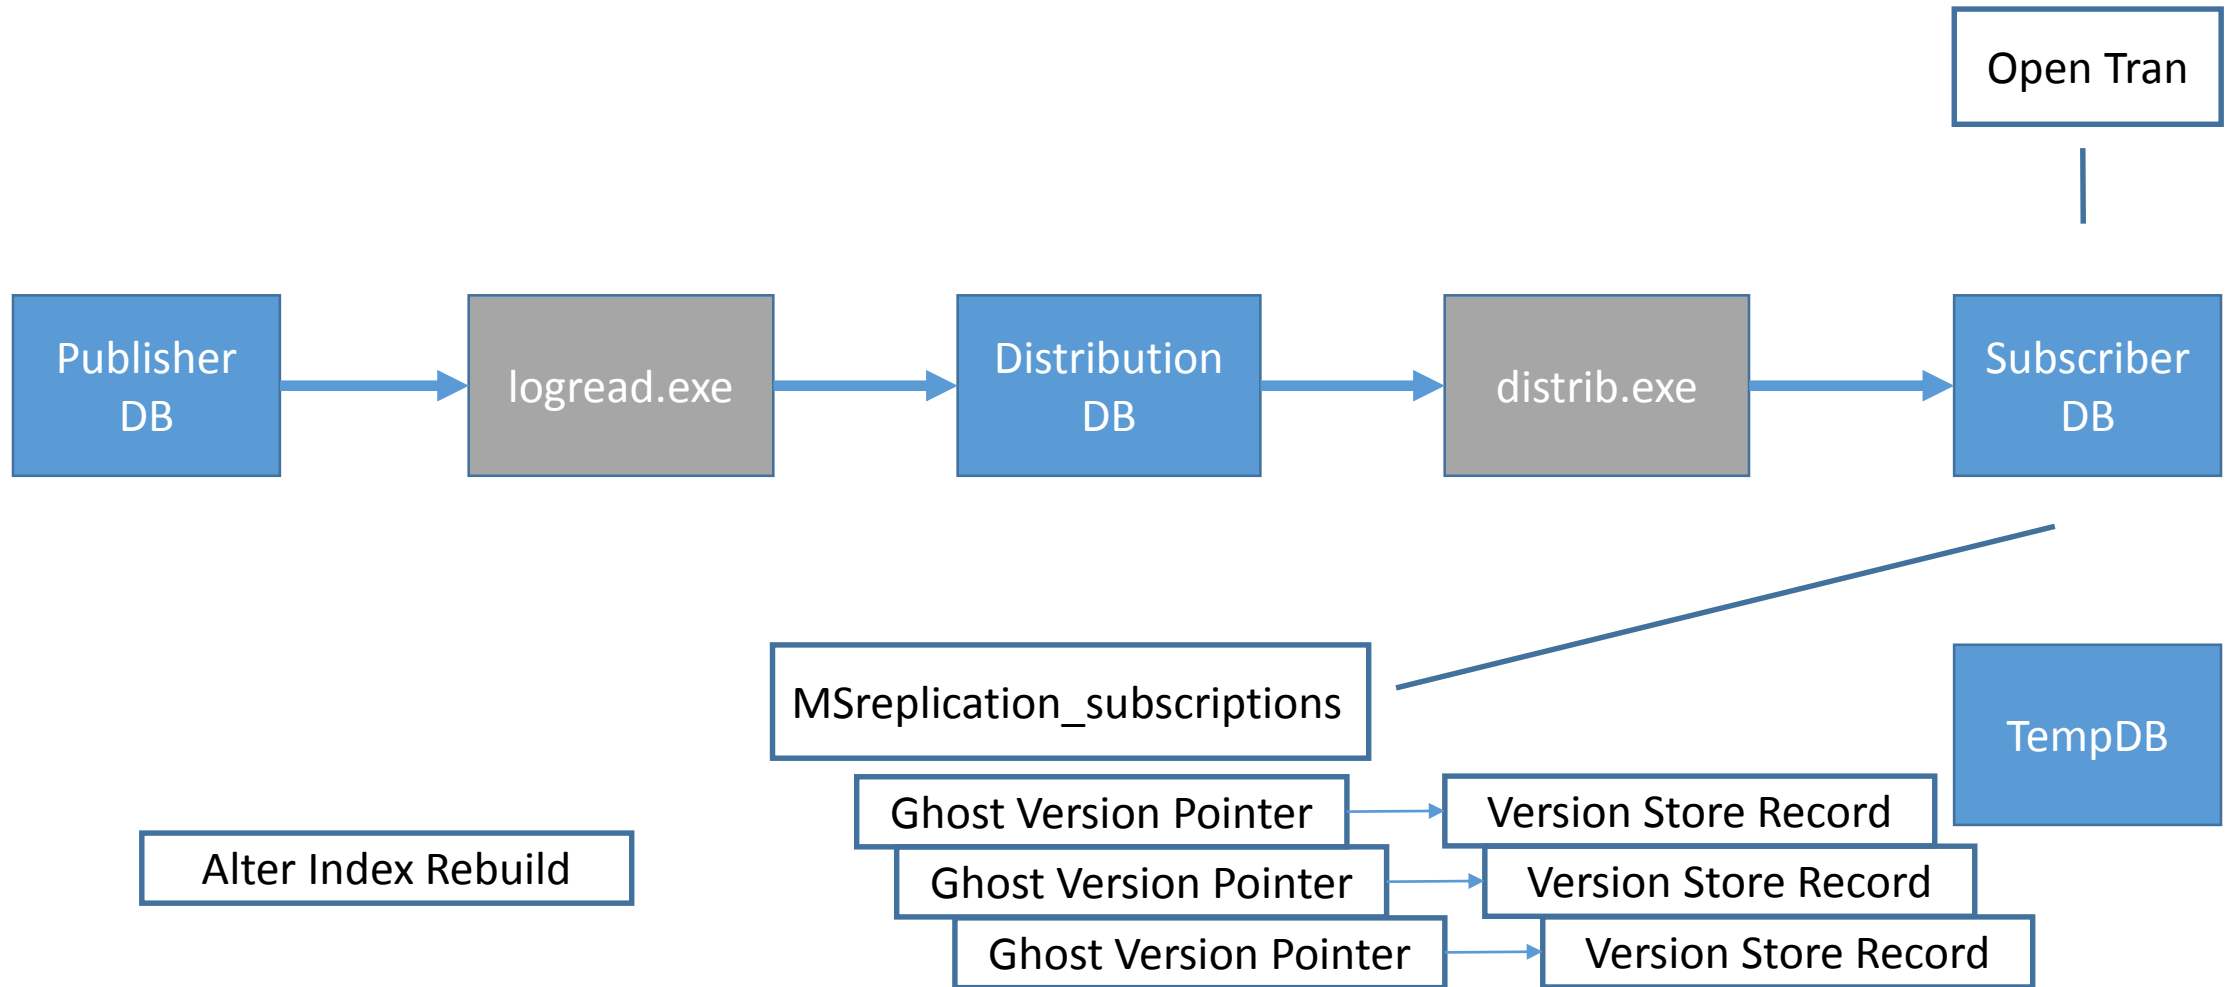 Open Tran
Publisher
DB
logread.exe
Distribution
DB
distrib.exe
Subscriber
DB
MSreplication_subscriptions
TempDB
Ghost Version Pointer
Version Store Record
Alter Index Rebuild
Ghost Version Pointer
Version Store Record
Ghost Version Pointer
Version Store Record